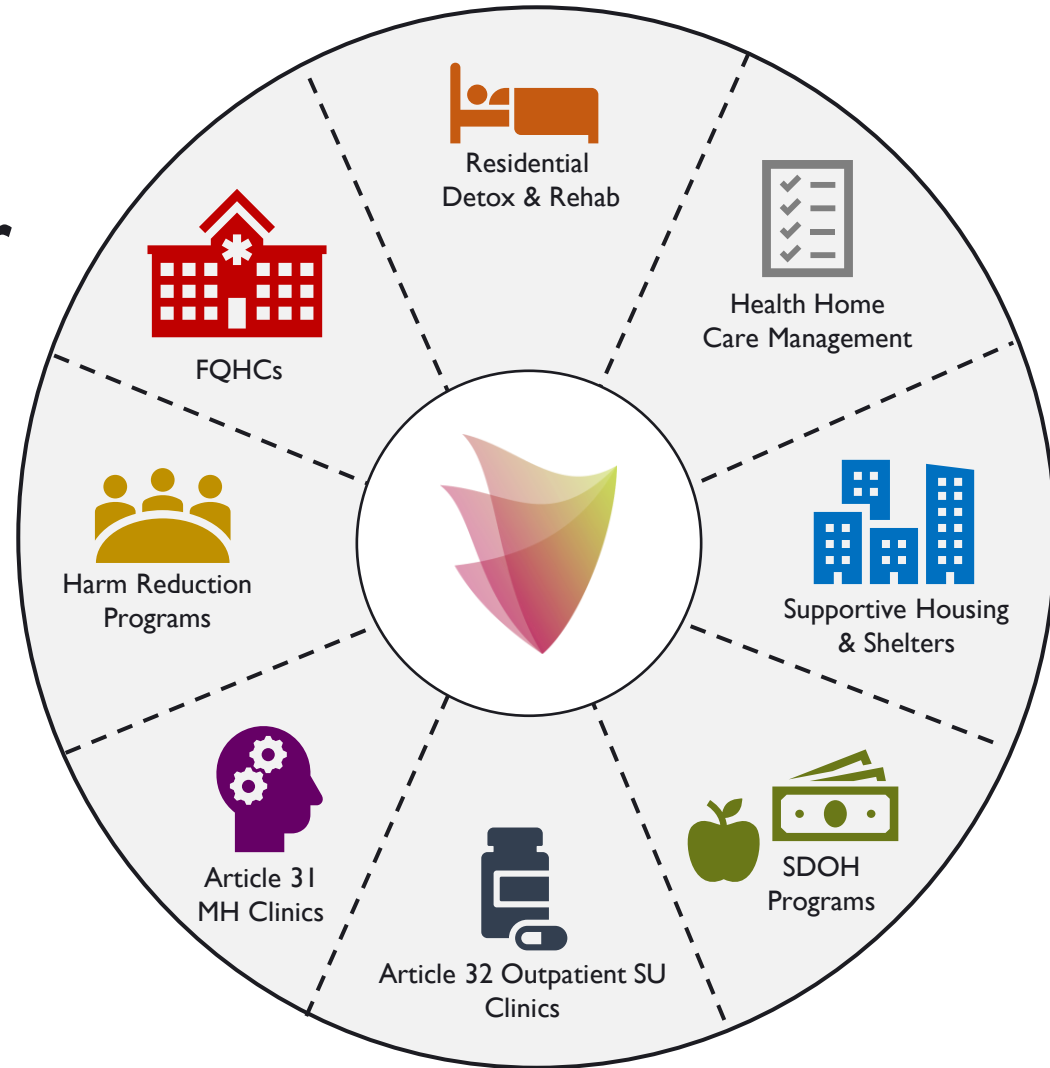 Residential
Detox & Rehab
Health Home
Care Management
Supportive Housing
& Shelters
SDOH
Programs
Article 32 Outpatient SU
Clinics
Article 31
MH Clinics
Harm Reduction
Programs
FQHCs